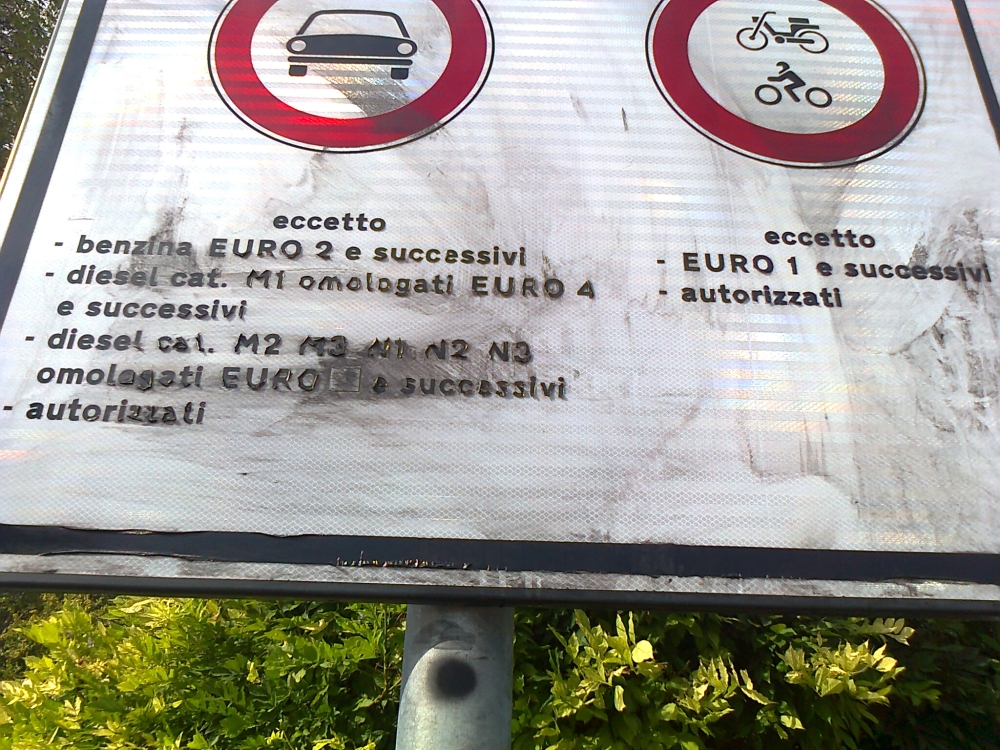 eccetto
- benzina EURO 2 e successivi
- diesel cat. M1 omologati EURO 4
e successivi
- diesel cat. M2 M3 N1 N2 N3
omologati EURO e successivi
- autorizzati
eccetto
- EURO 1 e successivi
- autorizzati